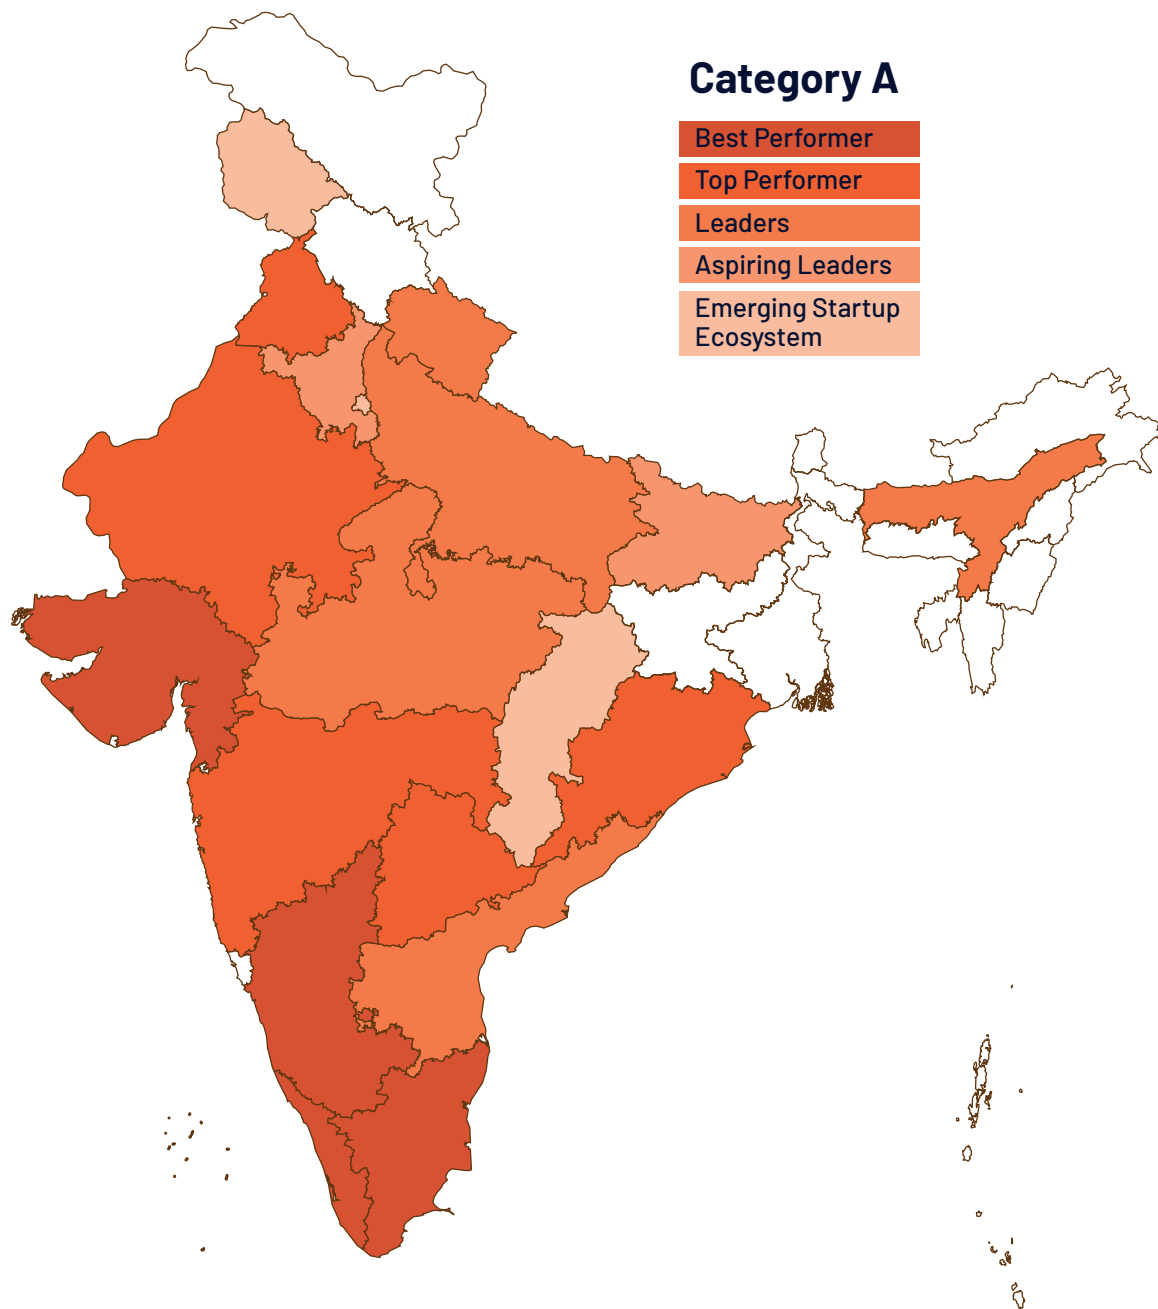 Category A
Best Performer
Top Performer
Leaders
Aspiring Leaders
Emerging Startup
Ecosystem